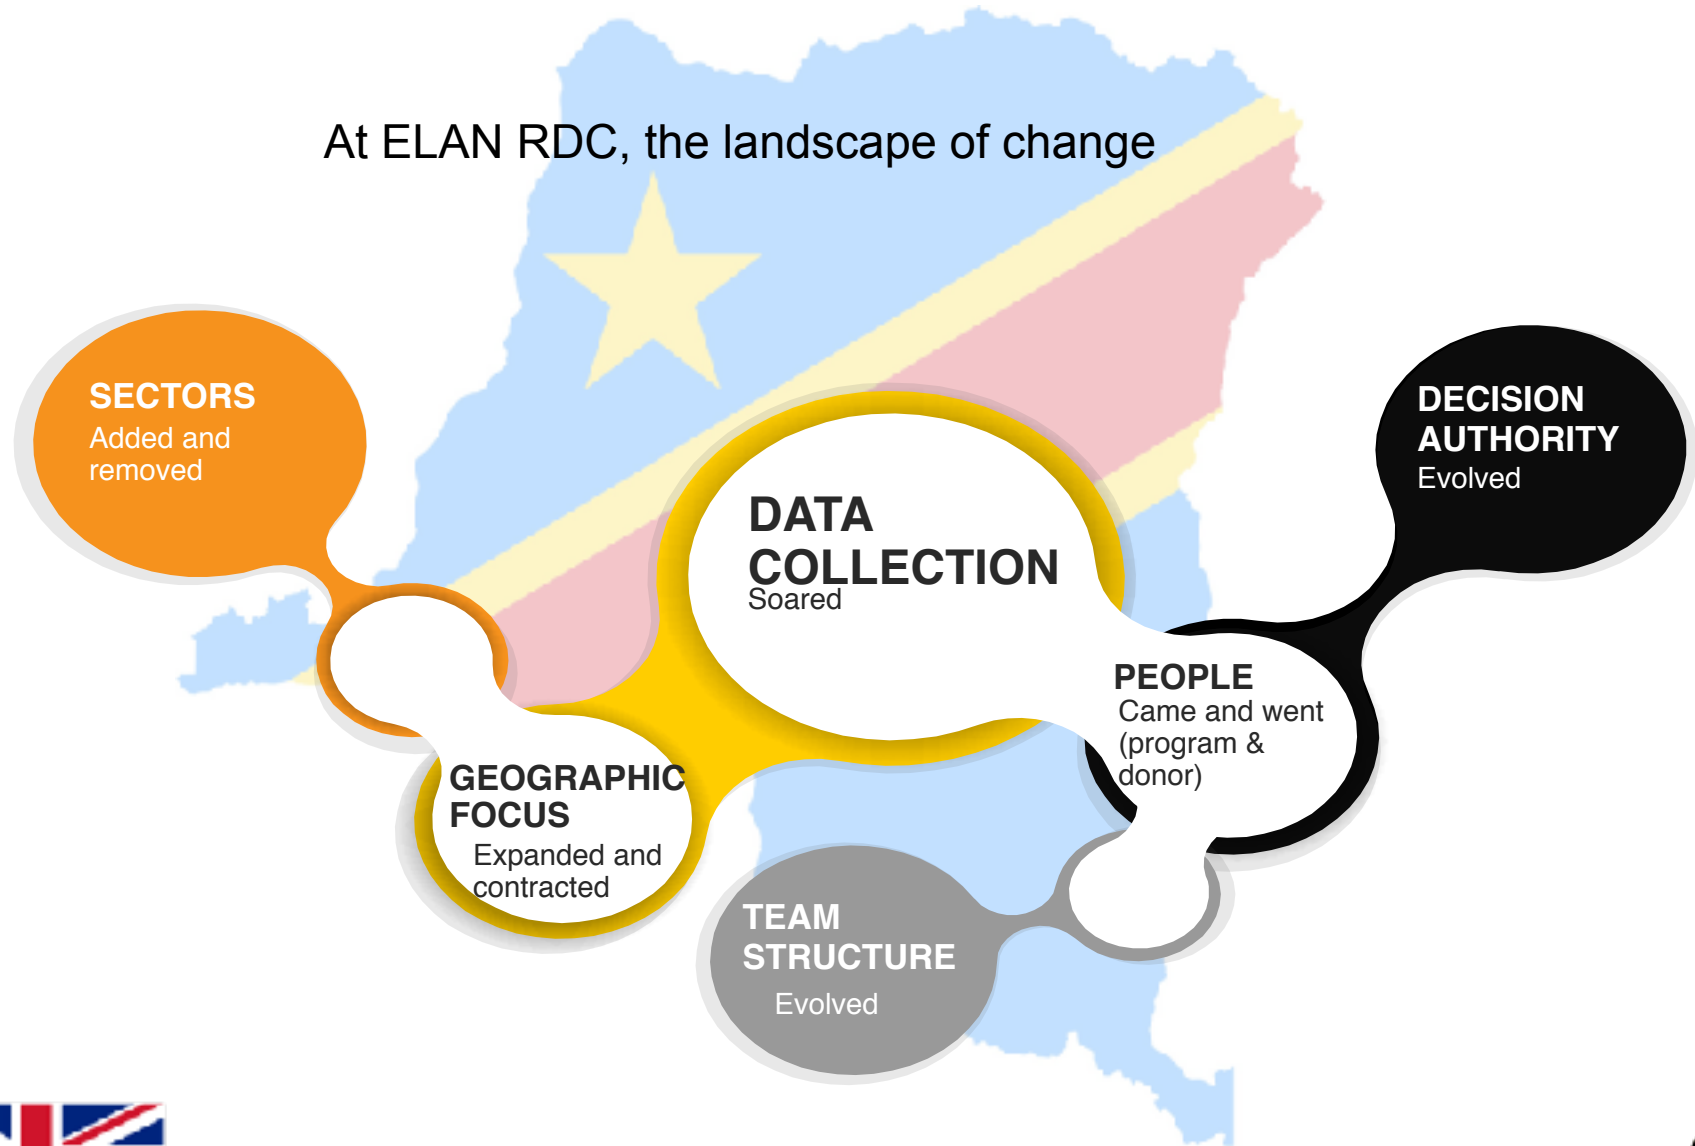 At ELAN RDC, the landscape of change
SECTORS
Added and
removed
DECISION
AUTHORITY
Evolved
DATA
COLLECTION
Soared
PEOPLE
Came and went
(program &
donor)
GEOGRAPHIC
FOCUS
Expanded and
contracted
TEAM
STRUCTURE
Evolved